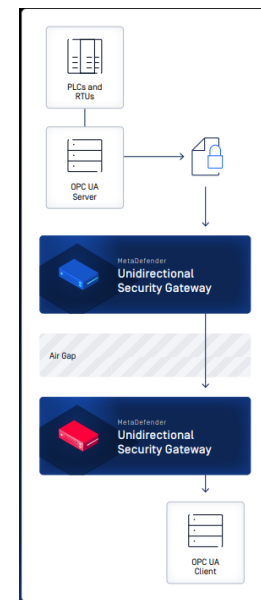 PLCs and
RTUs
OPC UA
Server
MetaDefender
Unidirectional
Security Gateway
Air Gap
MetaDefender
Unidirectional
Security Gateway
OPC UA
Client